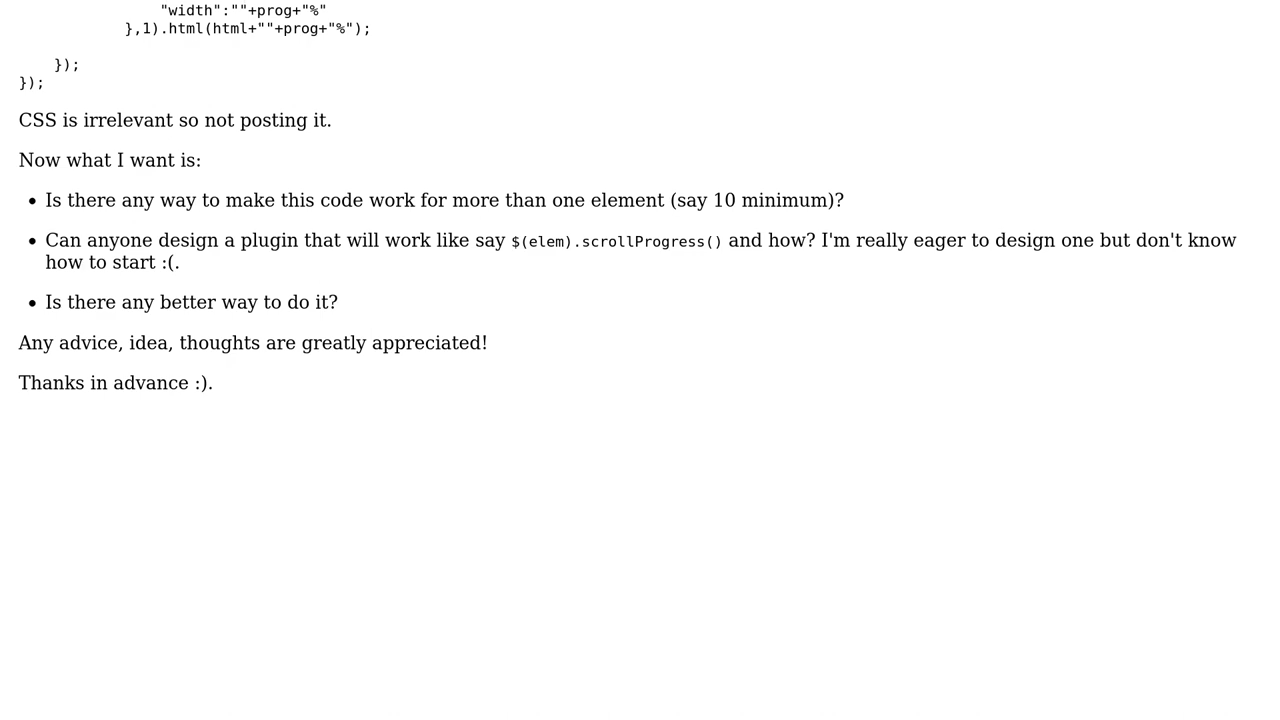 "width":""+prog+"%"
},1).html(html+""+prog+"%");
});
});
CSS is irrelevant so not posting it.
Now what I want is:
• Is there any way to make this code work for more than one element (say 10 minimum)?
• Can anyone design a plugin that will work like say $(elem).scrollProgress() and how? I'm really eager to design one but don't know
how to start :(.
• Is there any better way to do it?
Any advice, idea, thoughts are greatly appreciated!
Thanks in advance :).